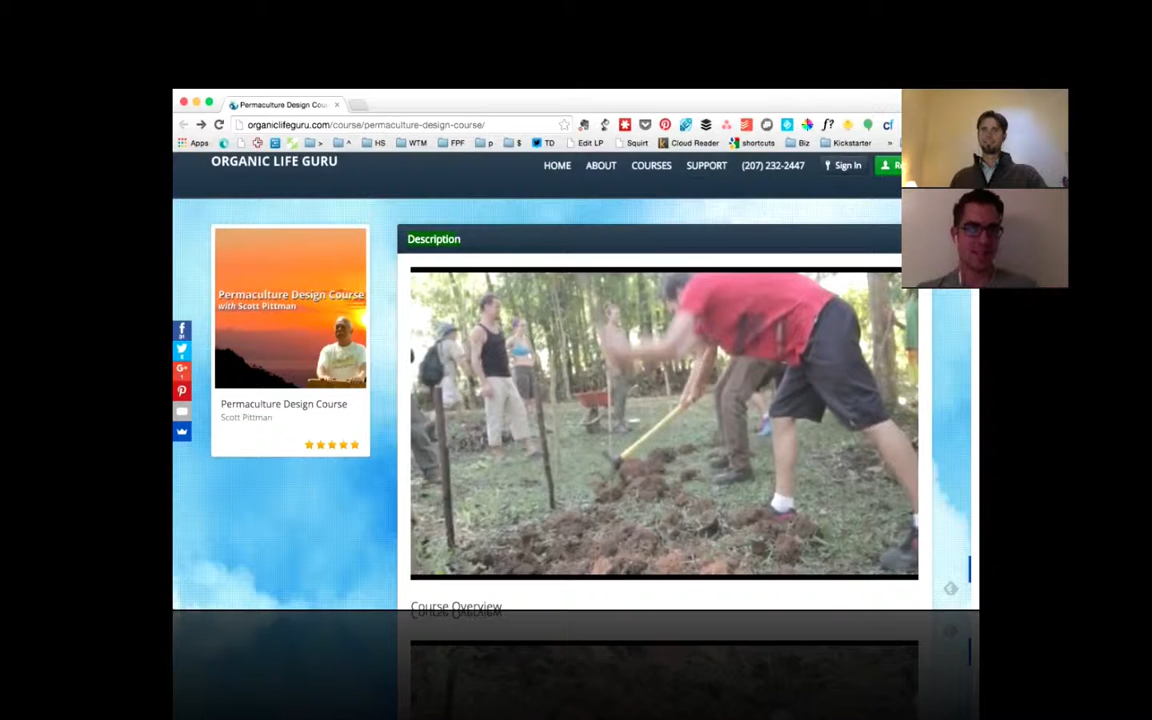 Permaculture Design Cou
organiclifeguru.com/course/permaculture-design-course/
Apps > ^ HS WTM FPF p $ TD Edit LP Squirt Cloud Reader shortcuts Biz Kickstarter »
ORGANIC LIFE GURU
HOME ABOUT COURSES SUPPORT (207) 232-2447 Sign In
Description
Permaculture Design Course
with Scott Pittman
Permaculture Design Course
Scott Pittman
Course Overview